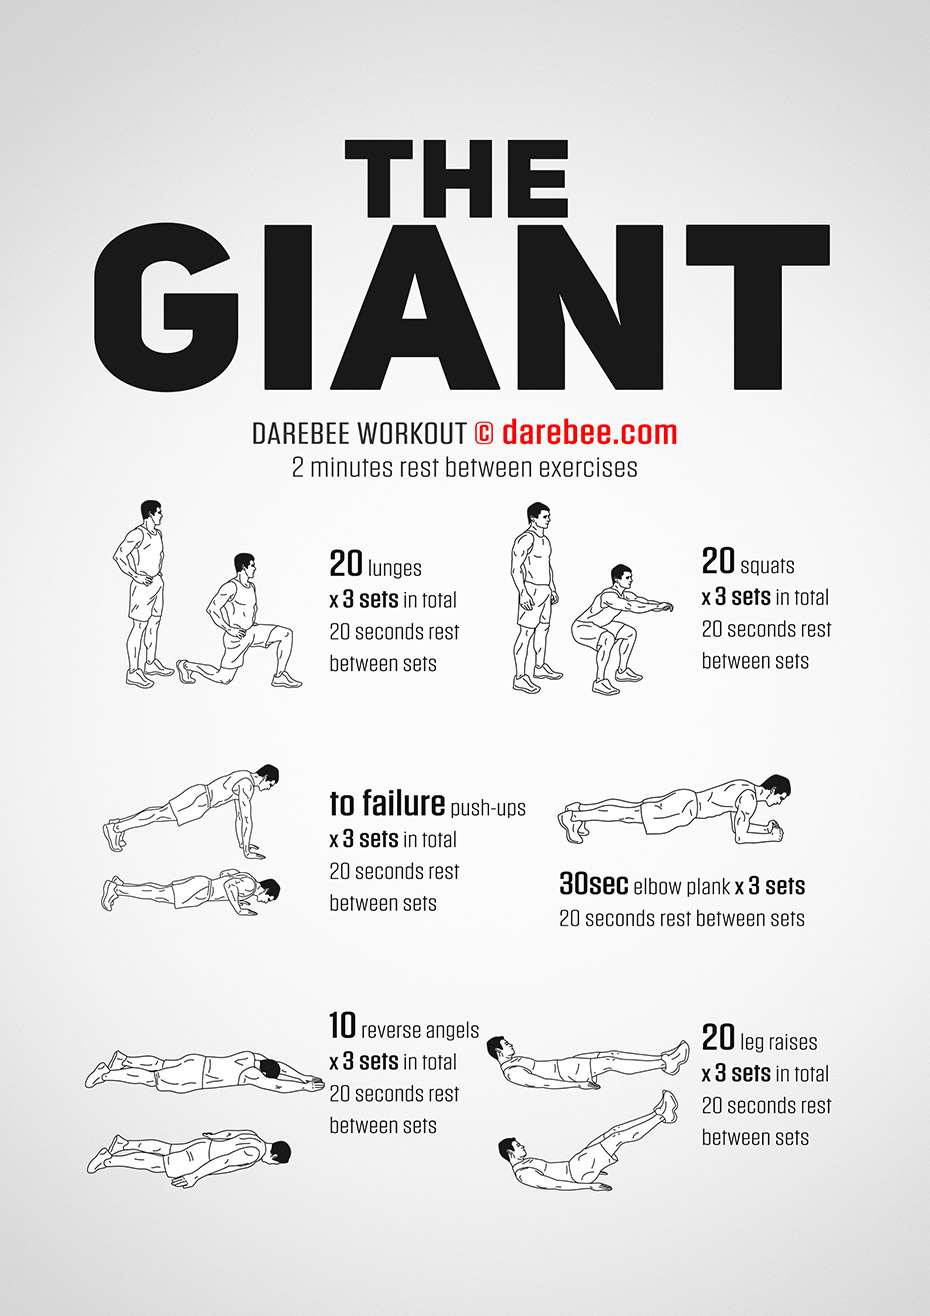 THE
GIANT
DAREBEE WORKOUT © darebee.com
2 minutes rest between exercises
20 lunges
x 3 sets in total
20 seconds rest
between sets
20 squats
x 3 sets in total
20 seconds rest
between sets
to failure push-ups
x 3 sets in total
20 seconds rest
between sets
30sec elbow plank x 3 sets
20 seconds rest between sets
10 reverse angels
x 3 sets in total
20 seconds rest
between sets
20 leg raises
x 3 sets in total
20 seconds rest
between sets